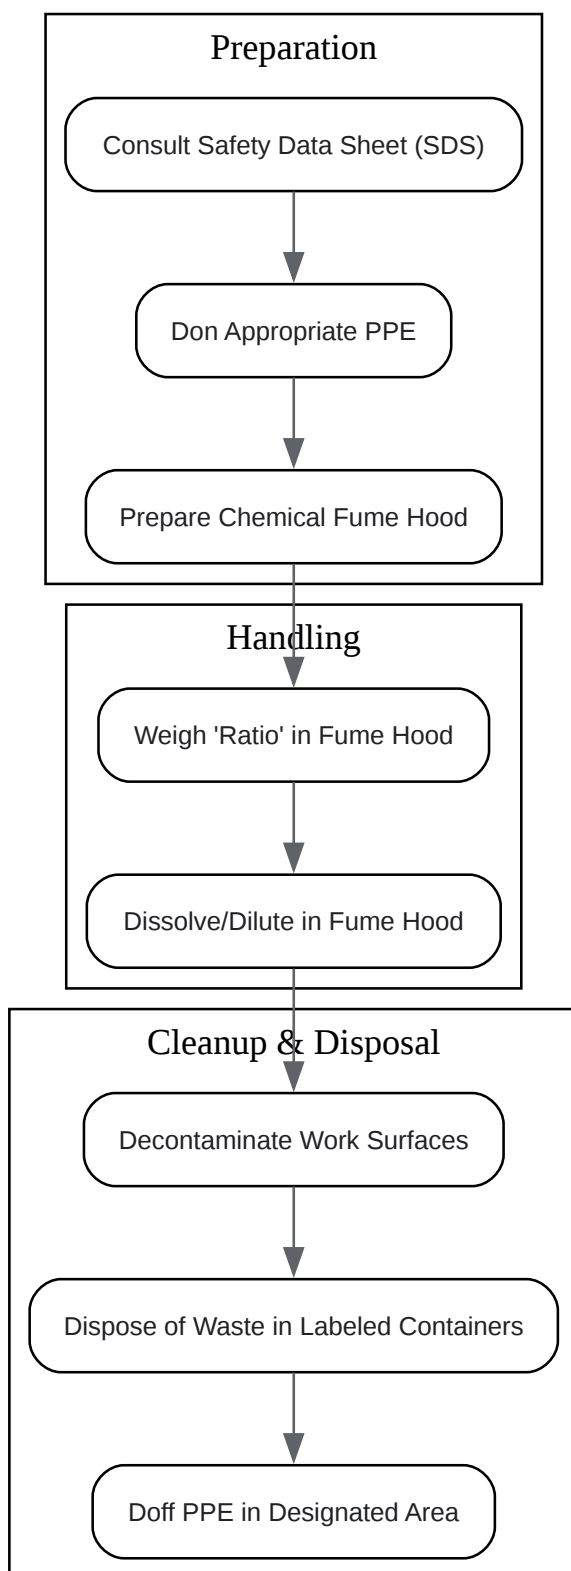 Preparation
Consult Safety Data Sheet (SDS)
Don Appropriate PPE
Prepare Chemical Fume Hood
Handling
Weigh 'Ratio' in Fume Hood
Dissolve/Dilute in Fume Hood
Cleanup & Disposal
Decontaminate Work Surfaces
Dispose of Waste in Labeled Containers
Doff PPE in Designated Area